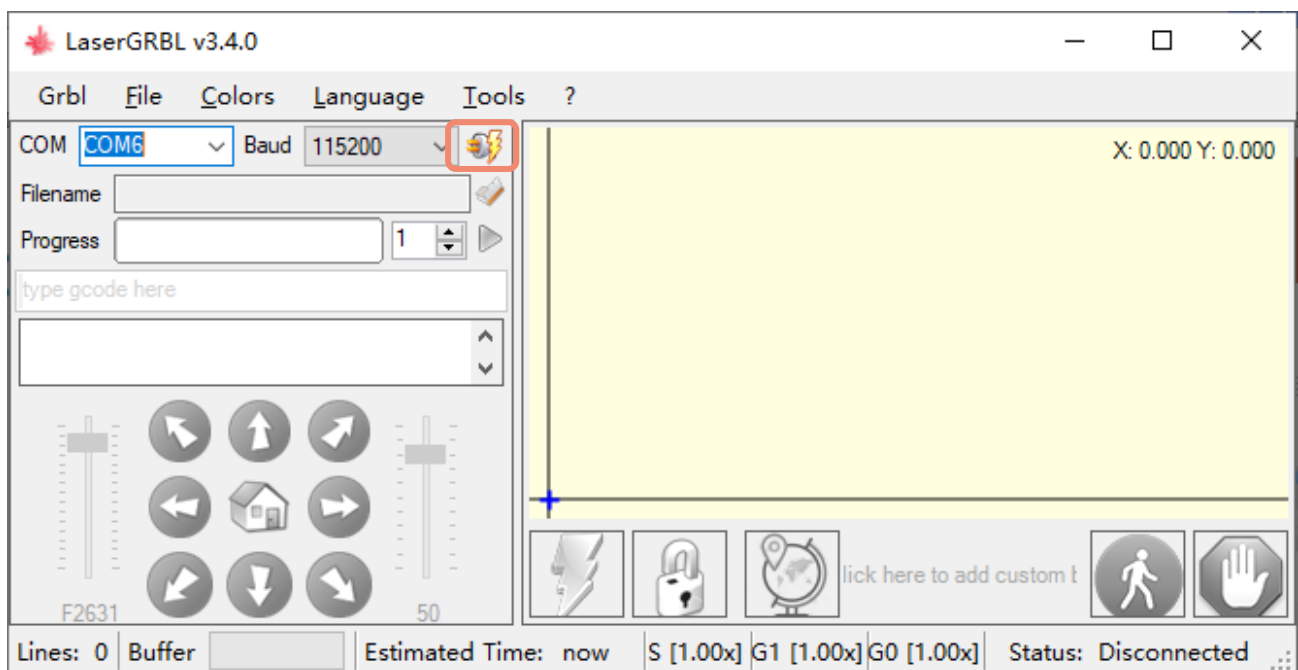 LaserGRBL v3.4.0
Grbl File Colors Language Tools ?
COM COM6 Baud 115200
X: 0.000 Y: 0.000
Filename
Progress 1
type gcode here
lick here to add custom b
F2631 50
Lines: 0 Buffer Estimated Time: now S [1.00x] G1 [1.00x] G0 [1.00x] Status: Disconnected